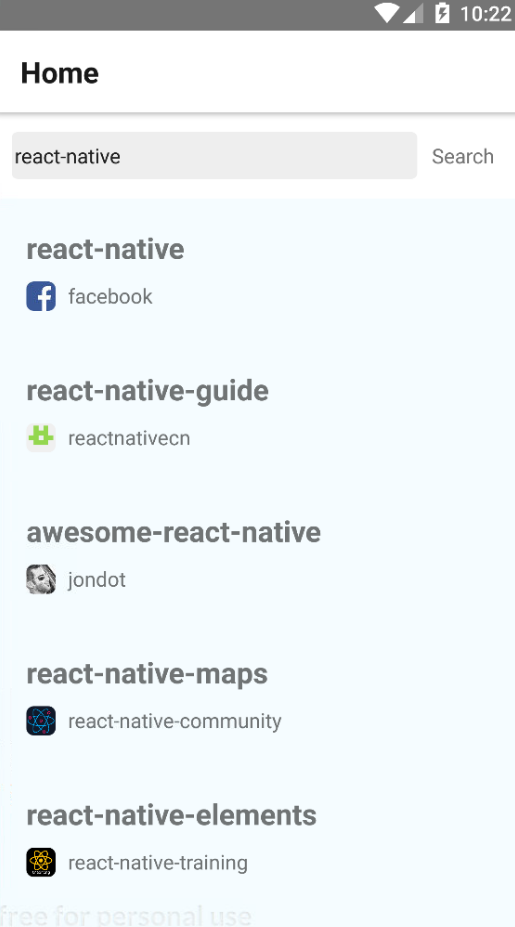 10:22
Home
react-native Search
react-native
facebook
react-native-guide
reactnativecn
awesome-react-native
jondot
react-native-maps
react-native-community
react-native-elements
react-native-training
free for personal use